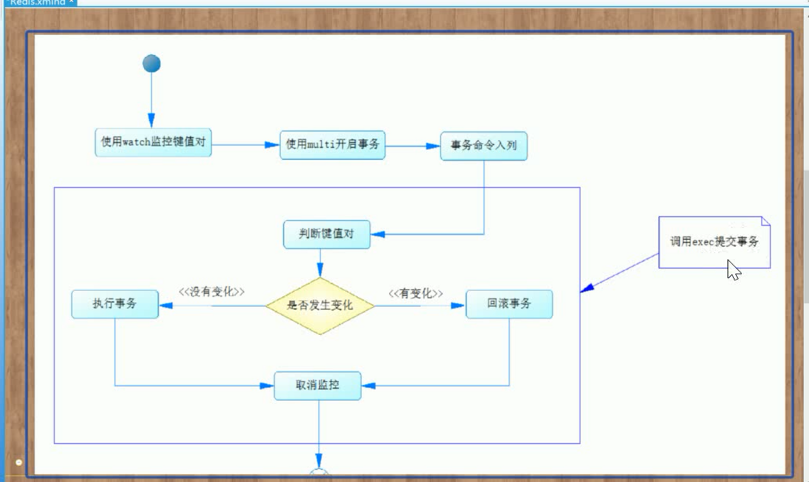 Redis.xmind
使用watch监控键值对
使用multi开启事务
事务命令入列
判断键值对
调用exec提交事务
<<没有变化>>
<<有变化>>
执行事务
是否发生变化
回滚事务
取消监控